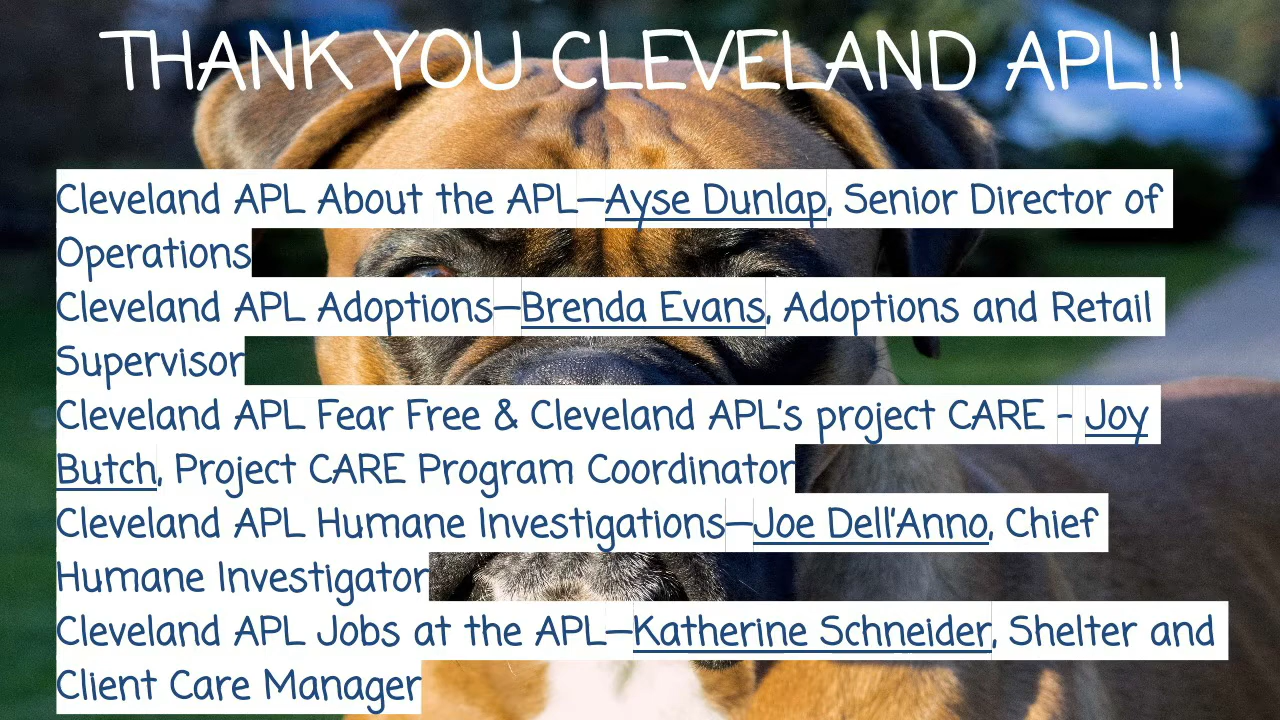 THANK YOU CLEVELAND APL!!
Cleveland APL About the APL—Ayse Dunlap, Senior Director of
Operations
Cleveland APL Adoptions—Brenda Evans, Adoptions and Retail
Supervisor
Cleveland APL Fear Free & Cleveland APL's project CARE - Joy
Butch, Project CARE Program Coordinator
Cleveland APL Humane Investigations—Joe Dell'Anno, Chief
Humane Investigator
Cleveland APL Jobs at the APL—Katherine Schneider, Shelter and
Client Care Manager